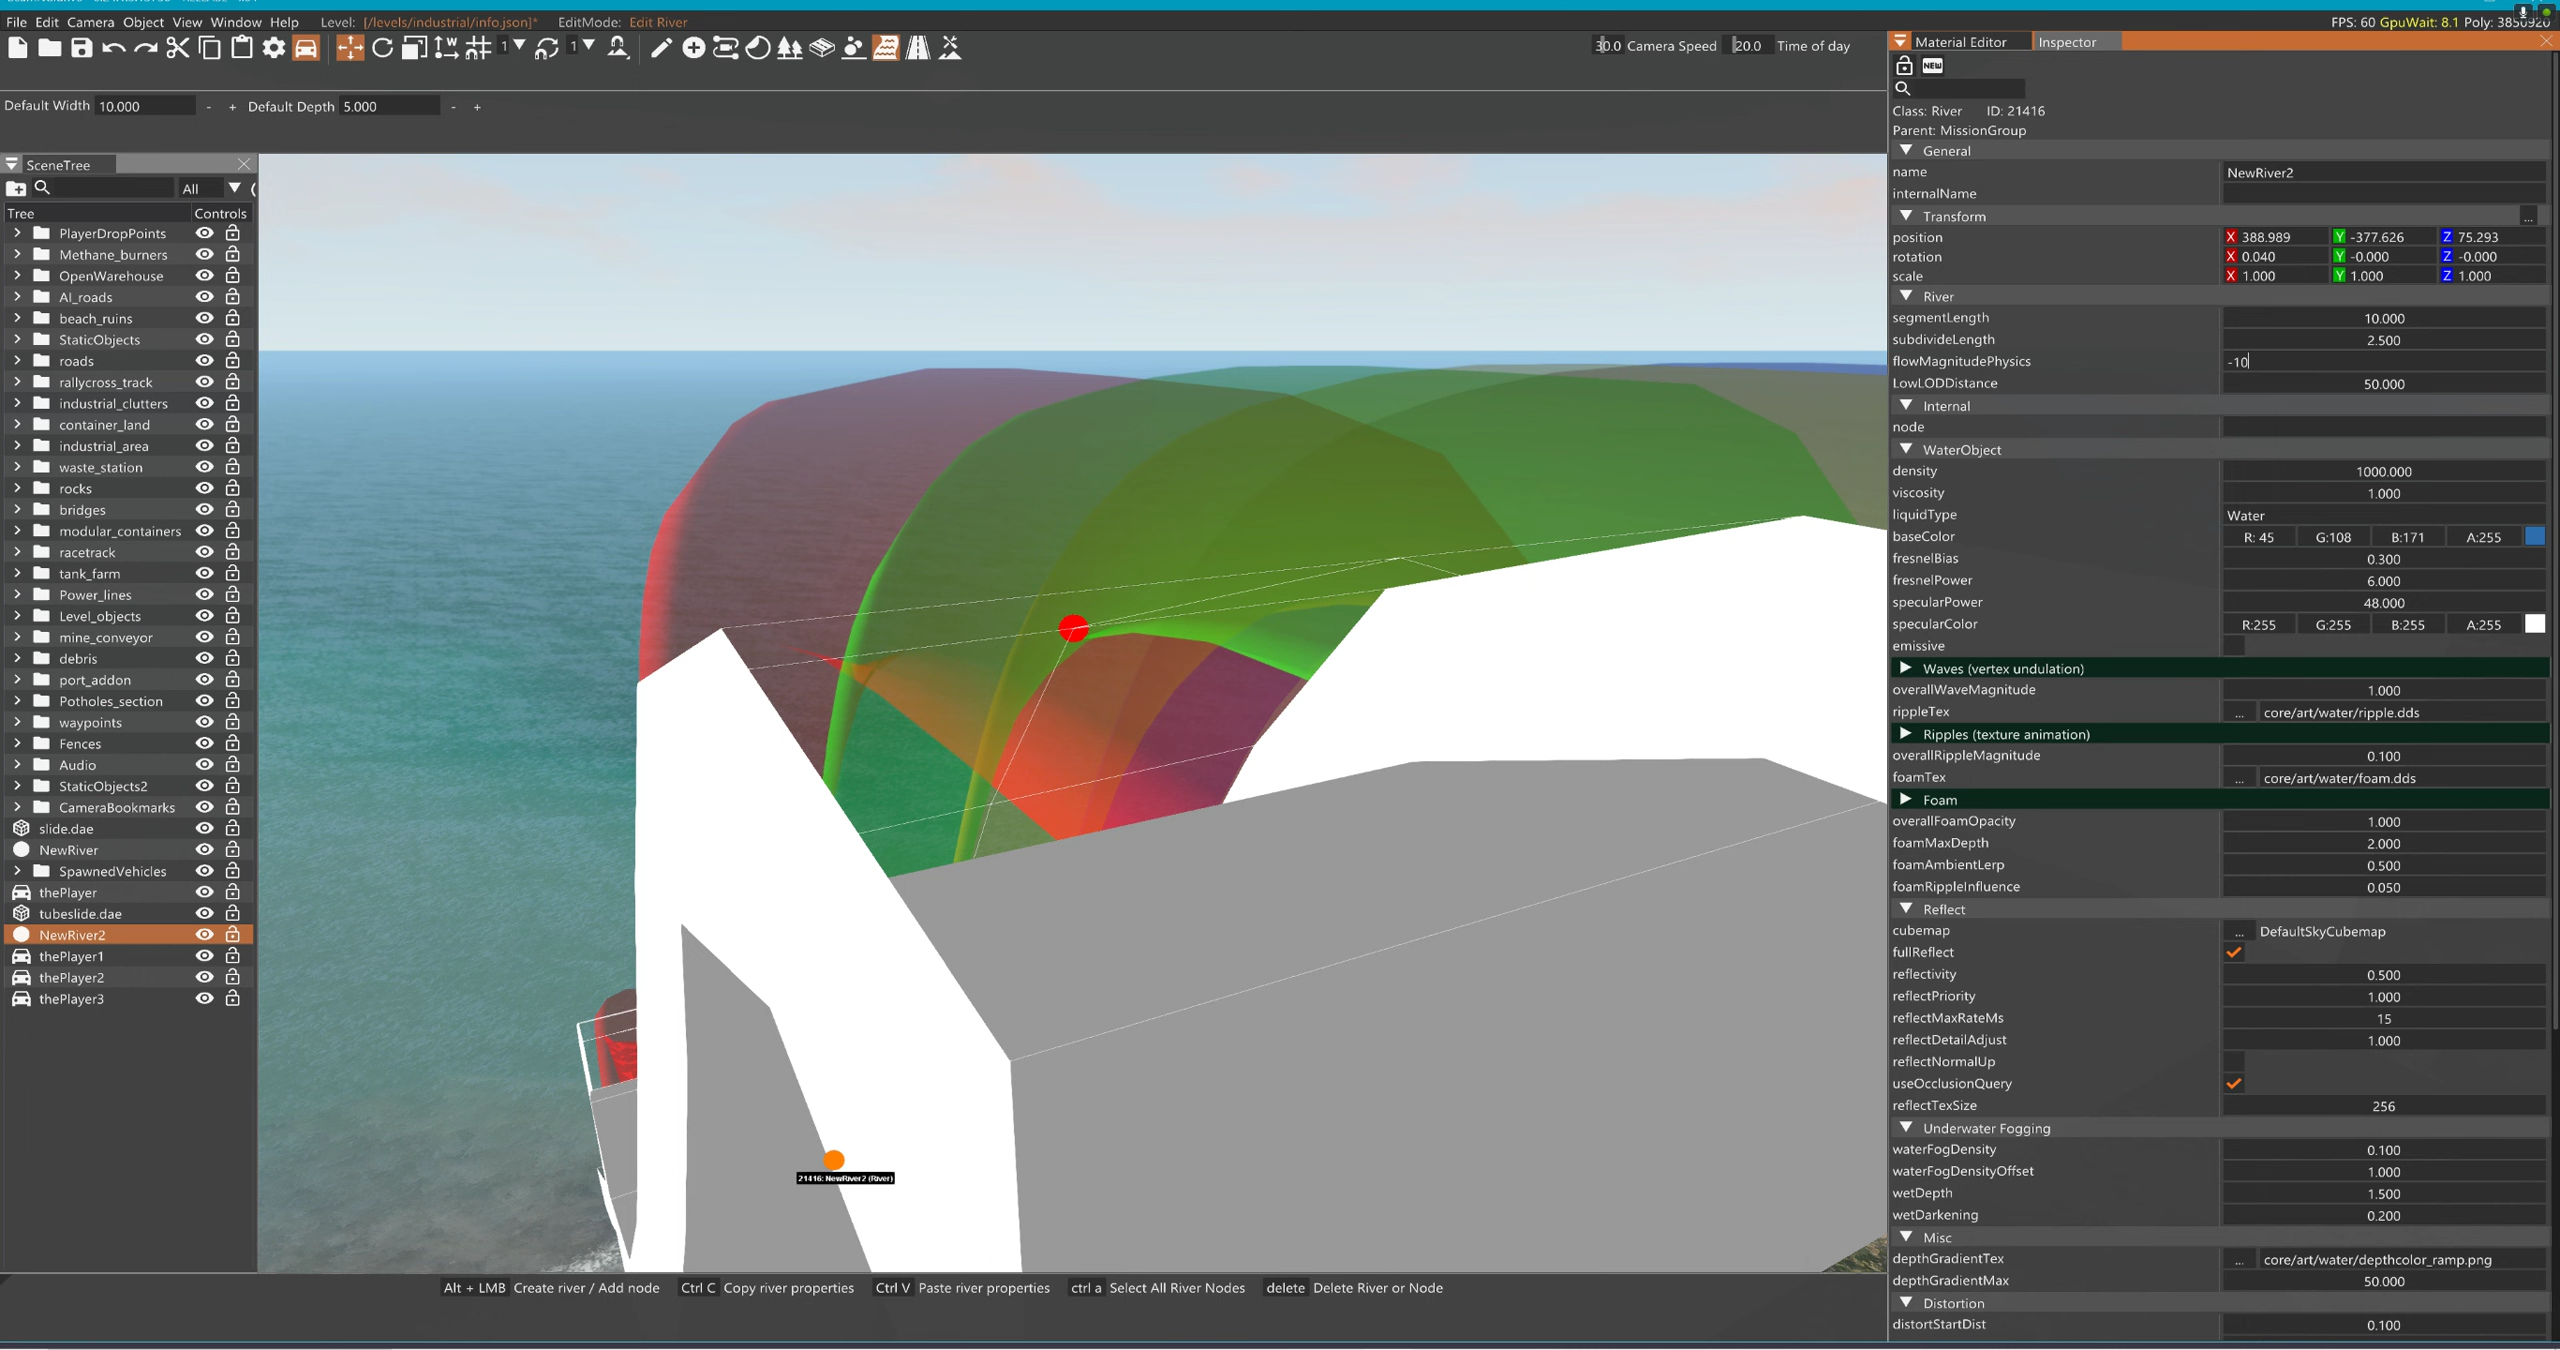 File Edit Camera Object View Window Help Level: [/levels/industrial/info.json]* EditMode: Edit River
FPS: 60 GpuWait: 8.1 Poly: 3850920
1 1
30.0 Camera Speed 20.0 Time of day
Default Width 10.000 - + Default Depth 5.000 - +
SceneTree
All
Tree Controls
PlayerDropPoints
Methane_burners
OpenWarehouse
AI_roads
beach_ruins
StaticObjects
roads
rallycross_track
industrial_clutters
container_land
industrial_area
waste_station
rocks
bridges
modular_containers
racetrack
tank_farm
Power_lines
Level_objects
mine_conveyor
debris
port_addon
Potholes_section
waypoints
Fences
Audio
StaticObjects2
CameraBookmarks
slide.dae
NewRiver
SpawnedVehicles
thePlayer
tubeslide.dae
NewRiver2
thePlayer1
thePlayer2
thePlayer3
21416: NewRiver2 (River)
Alt + LMB Create river / Add node Ctrl C Copy river properties Ctrl V Paste river properties ctrl a Select All River Nodes delete Delete River or Node
Material Editor Inspector
NEW
Class: River ID: 21416
Parent: MissionGroup
General
name NewRiver2
internalName
Transform ...
position X 388.989 Y -377.626 Z 75.293
rotation X 0.040 Y -0.000 Z -0.000
scale X 1.000 Y 1.000 Z 1.000
River
segmentLength 10.000
subdivideLength 2.500
flowMagnitudePhysics -10
LowLODDistance 50.000
Internal
node
WaterObject
density 1000.000
viscosity 1.000
liquidType Water
baseColor R: 45 G:108 B:171 A:255
fresnelBias 0.300
fresnelPower 6.000
specularPower 48.000
specularColor R:255 G:255 B:255 A:255
emissive
Waves (vertex undulation)
overallWaveMagnitude 1.000
rippleTex ... core/art/water/ripple.dds
Ripples (texture animation)
overallRippleMagnitude 0.100
foamTex ... core/art/water/foam.dds
Foam
overallFoamOpacity 1.000
foamMaxDepth 2.000
foamAmbientLerp 0.500
foamRippleInfluence 0.050
Reflect
cubemap ... DefaultSkyCubemap
fullReflect
reflectivity 0.500
reflectPriority 1.000
reflectMaxRateMs 15
reflectDetailAdjust 1.000
reflectNormalUp
useOcclusionQuery
reflectTexSize 256
Underwater Fogging
waterFogDensity 0.100
waterFogDensityOffset 1.000
wetDepth 1.500
wetDarkening 0.200
Misc
depthGradientTex ... core/art/water/depthcolor_ramp.png
depthGradientMax 50.000
Distortion
distortStartDist 0.100